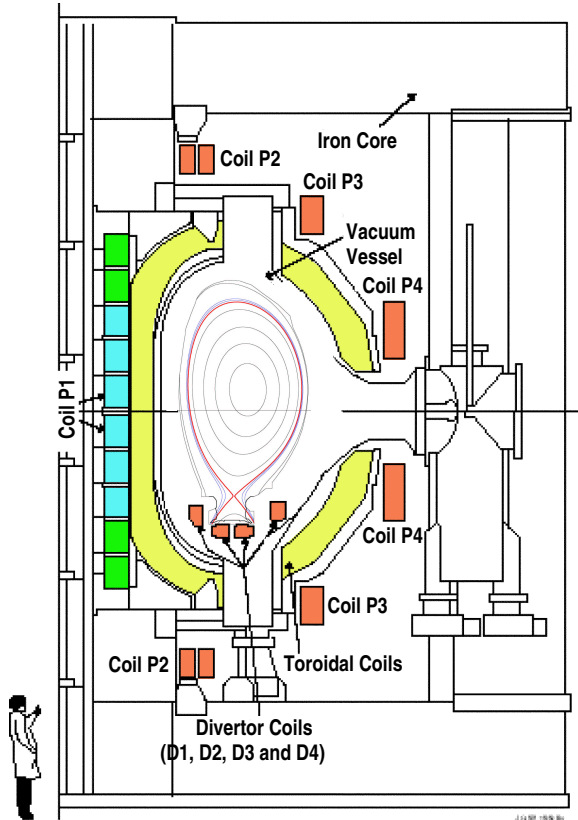 Iron Core
Coil P2
Coil P3
Vacuum
Vessel
Coil P4
Coil P1
Coil P4
Coil P3
Toroidal Coils
Coil P2
Divertor Coils
(D1, D2, D3 and D4)